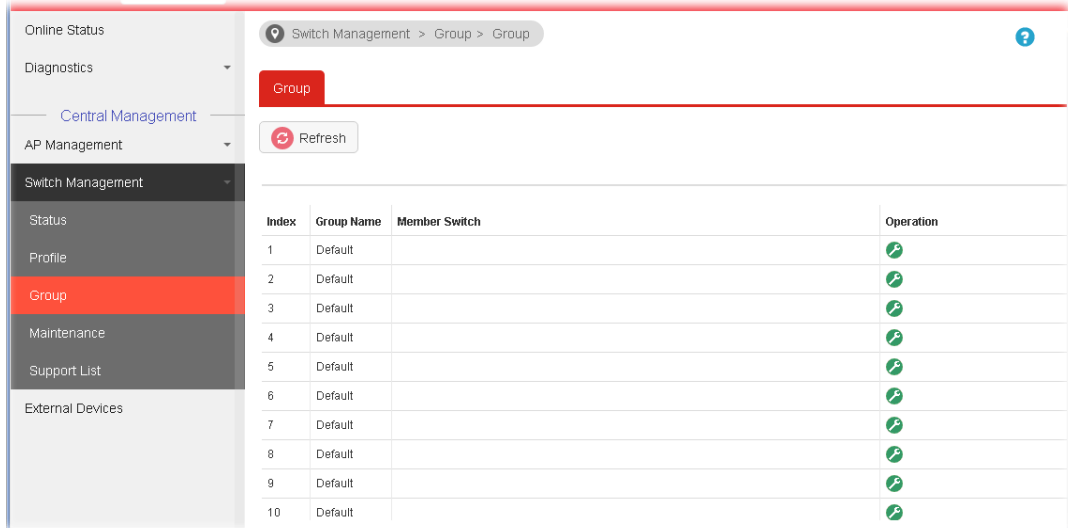 Online Status
Diagnostics
Central Management
AP Management
Switch Management
Status
Profile
Group
Maintenance
Support List
External Devices
Switch Management > Group > Group
?
Group
Refresh
Index Group Name Member Switch Operation
1 Default
2 Default
3 Default
4 Default
5 Default
6 Default
7 Default
8 Default
9 Default
10 Default